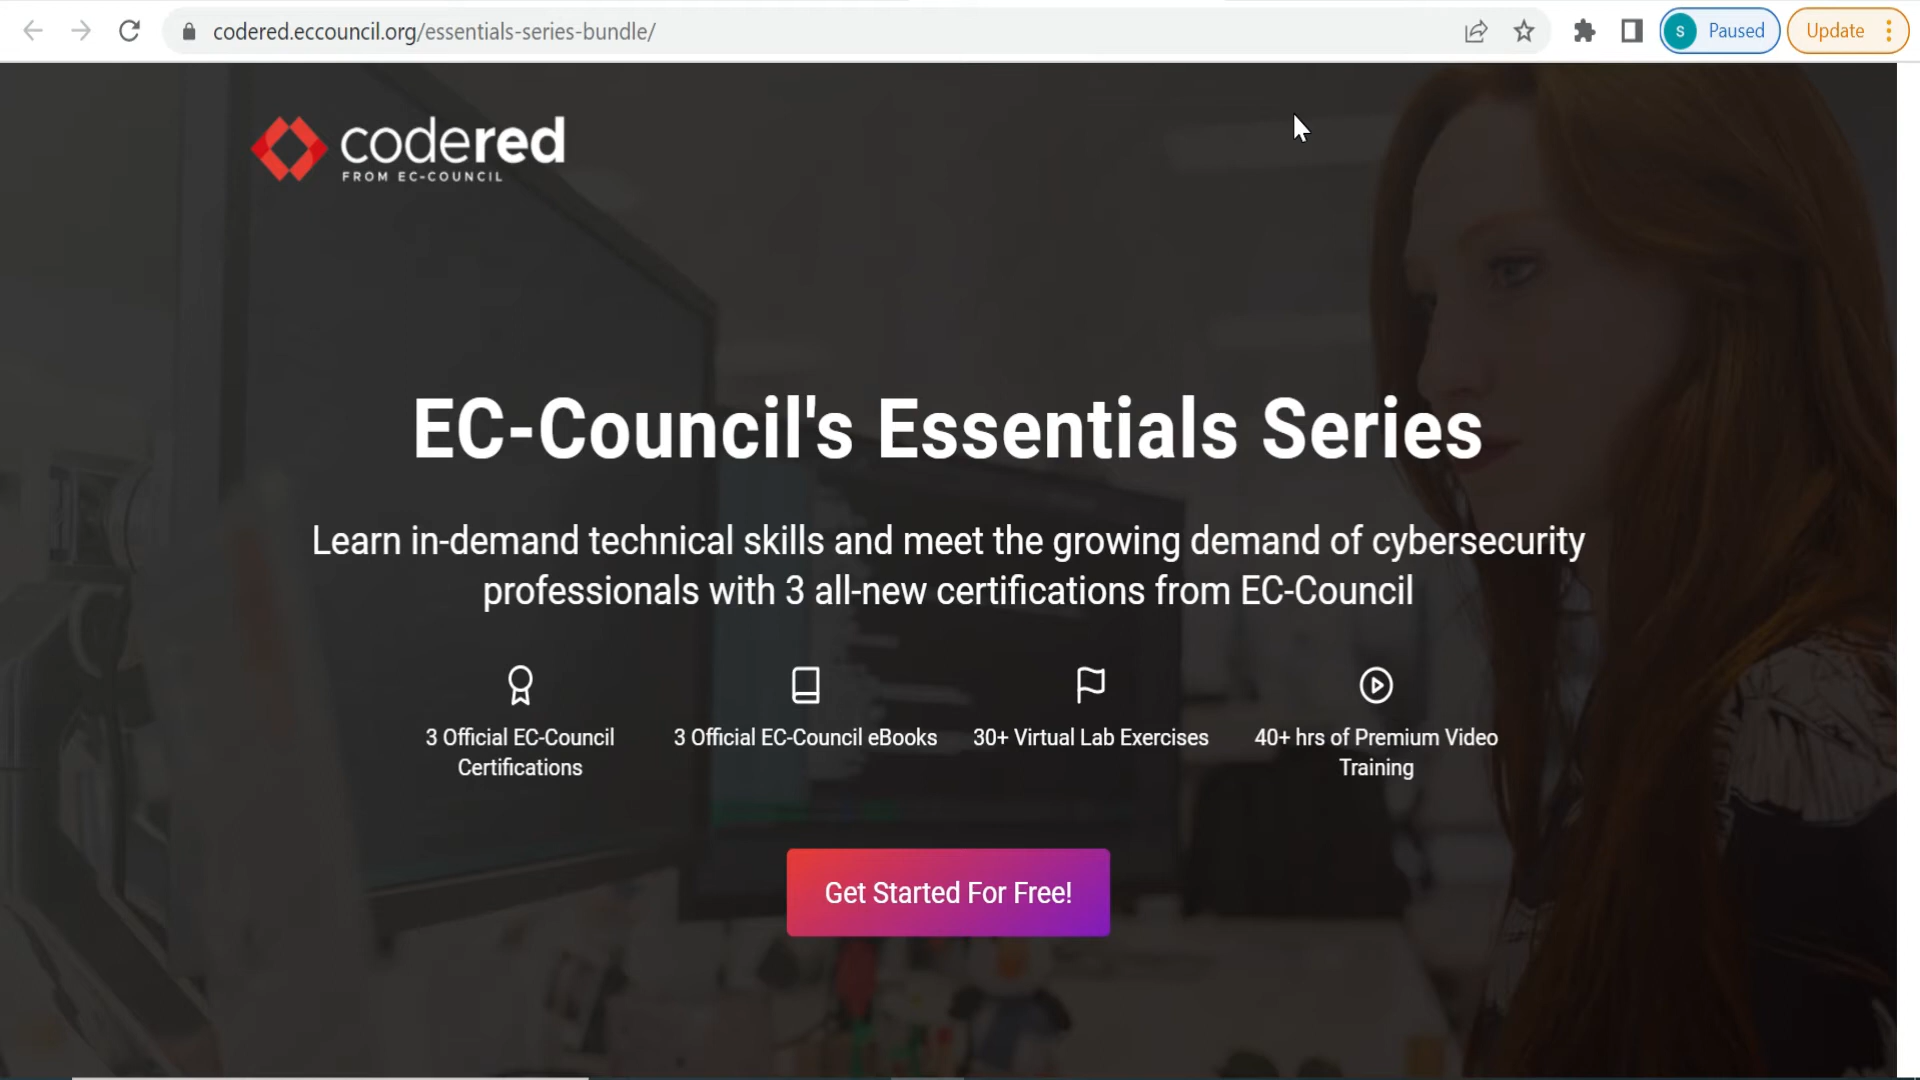 codered.eccouncil.org/essentials-series-bundle/
s
Paused
Update
codered
FROM EC-COUNCIL
EC-Council's Essentials Series
Learn in-demand technical skills and meet the growing demand of cybersecurity
professionals with 3 all-new certifications from EC-Council
3 Official EC-Council
Certifications
3 Official EC-Council eBooks
30+ Virtual Lab Exercises
40+ hrs of Premium Video
Training
Get Started For Free!